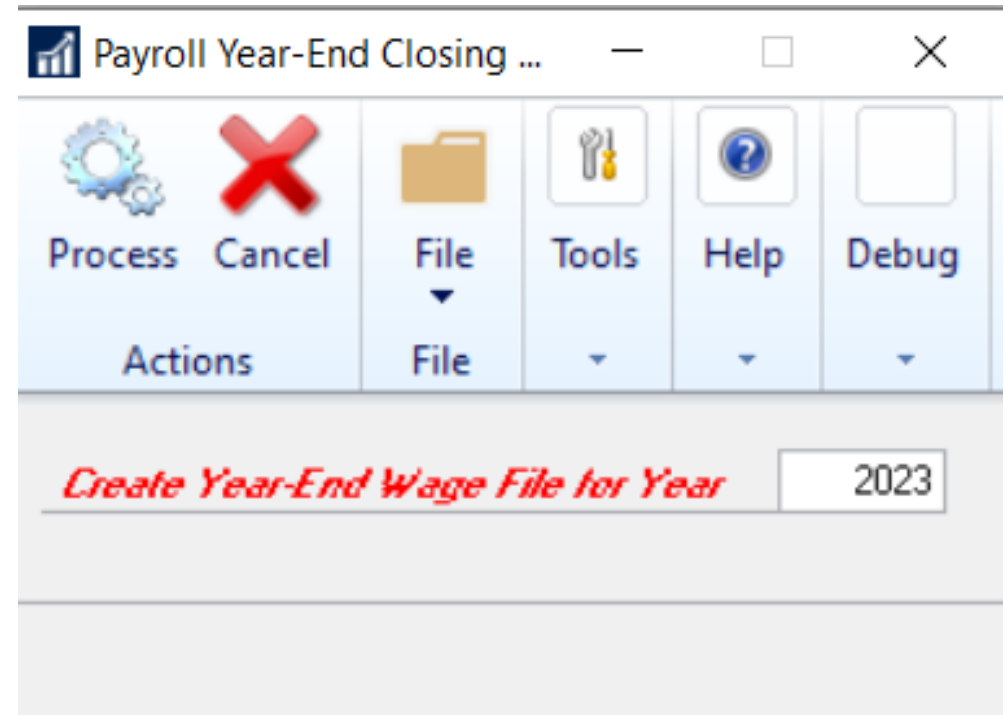 Payroll Year-End Closing ...
Process Cancel File Tools Help Debug
Actions File
Create Year-End Wage File for Year 2023